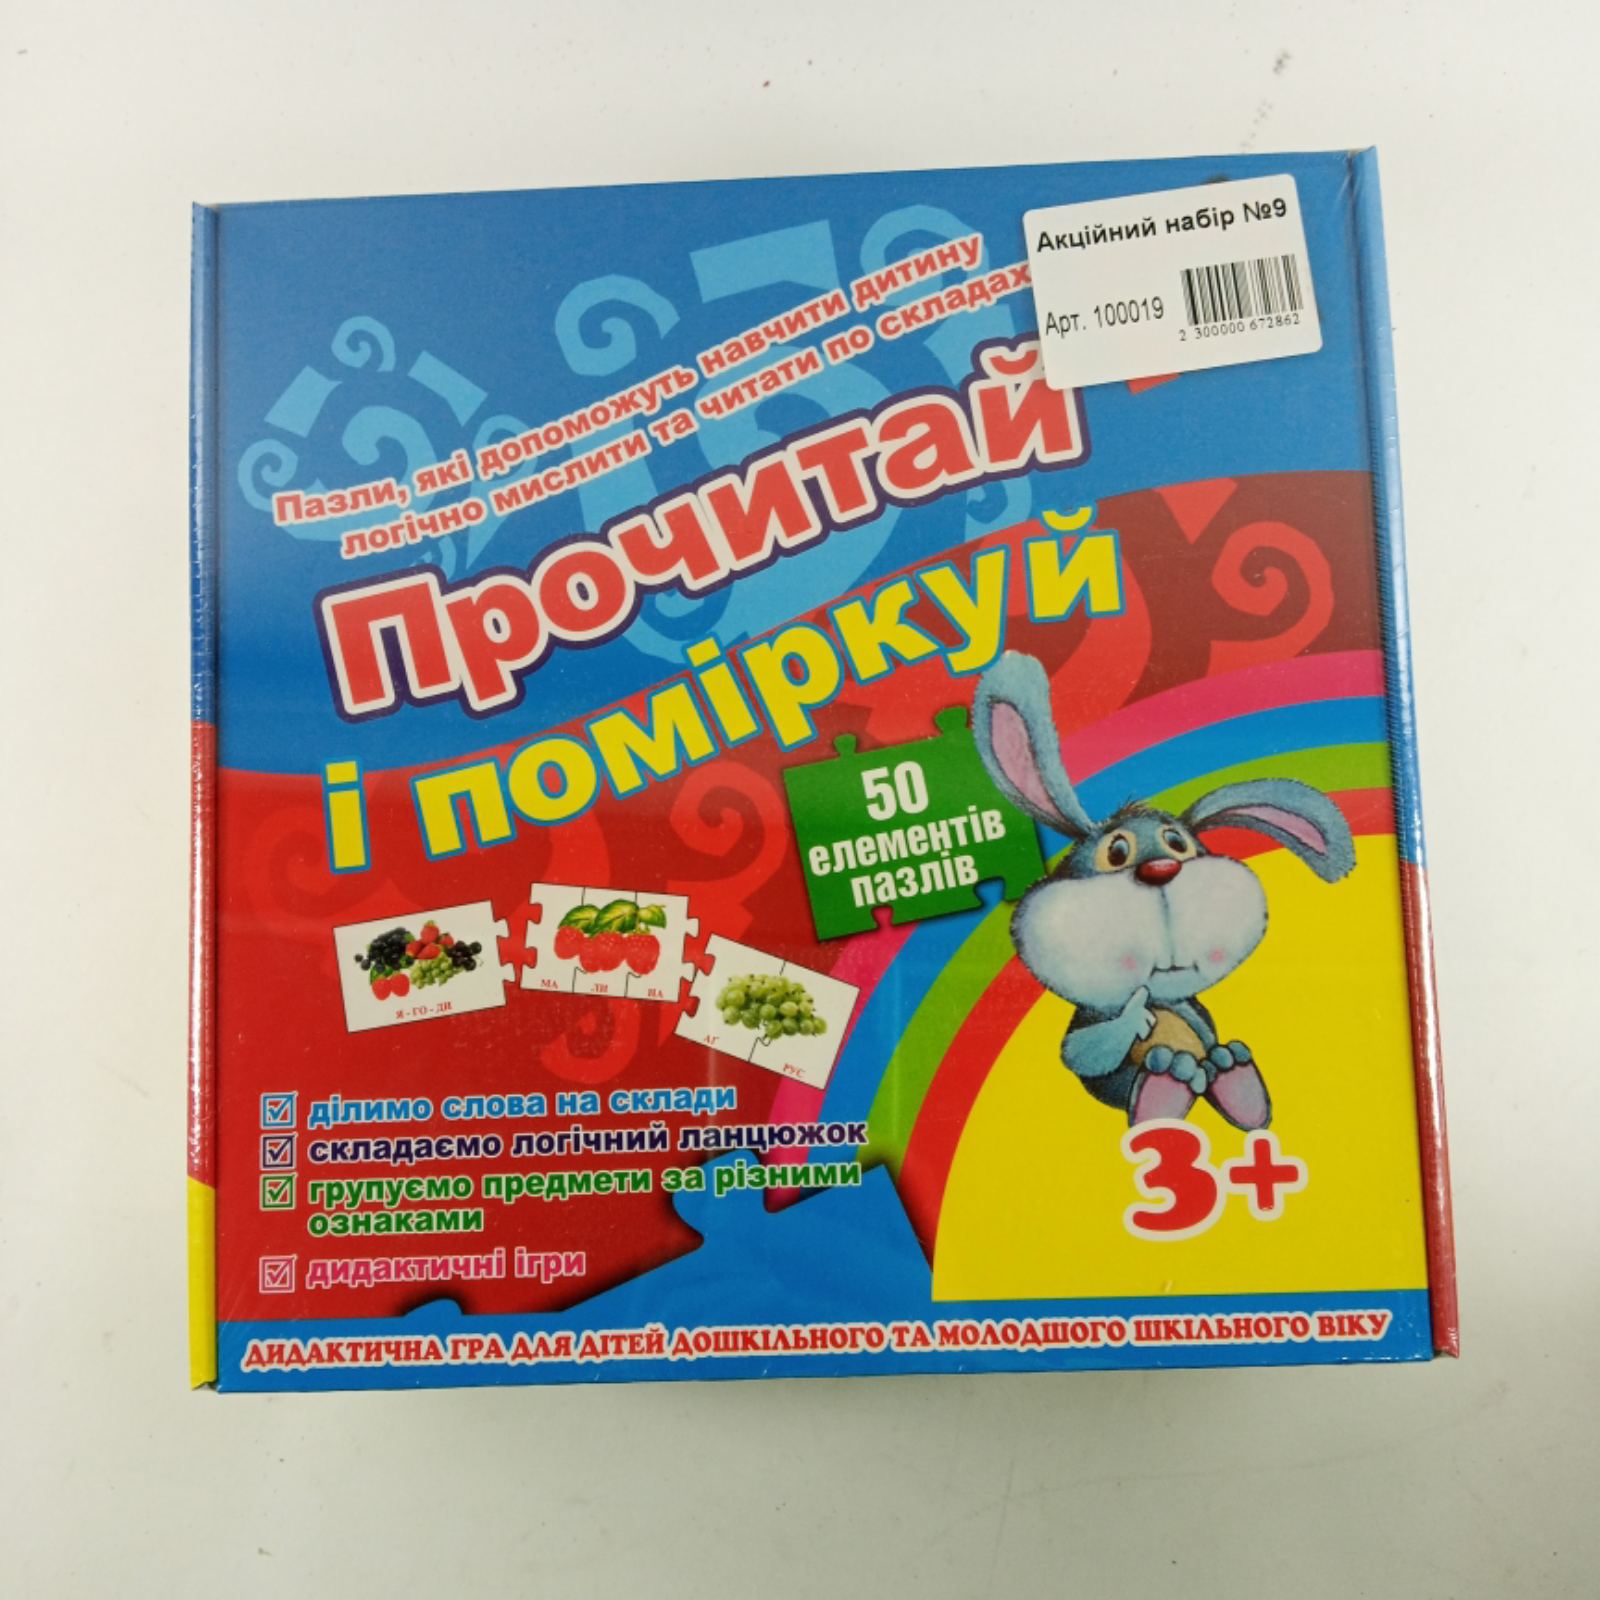 Акційний набір №9
Арт. 100019
2 300000 672862
Пазли, які допоможуть навчити дитину
логічно мислити та читати по складах
Прочитай
і поміркуй
50
елементів
пазлів
Я - ГО - ДИ
МА ЛИ НА
АГ РУС
ділимо слова на склади
складаємо логічний ланцюжок
групуємо предмети за різними
ознаками
дидактичні ігри
3+
ДИДАКТИЧНА ГРА ДЛЯ ДІТЕЙ ДОШКІЛЬНОГО ТА МОЛОДШОГО ШКІЛЬНОГО ВІКУ